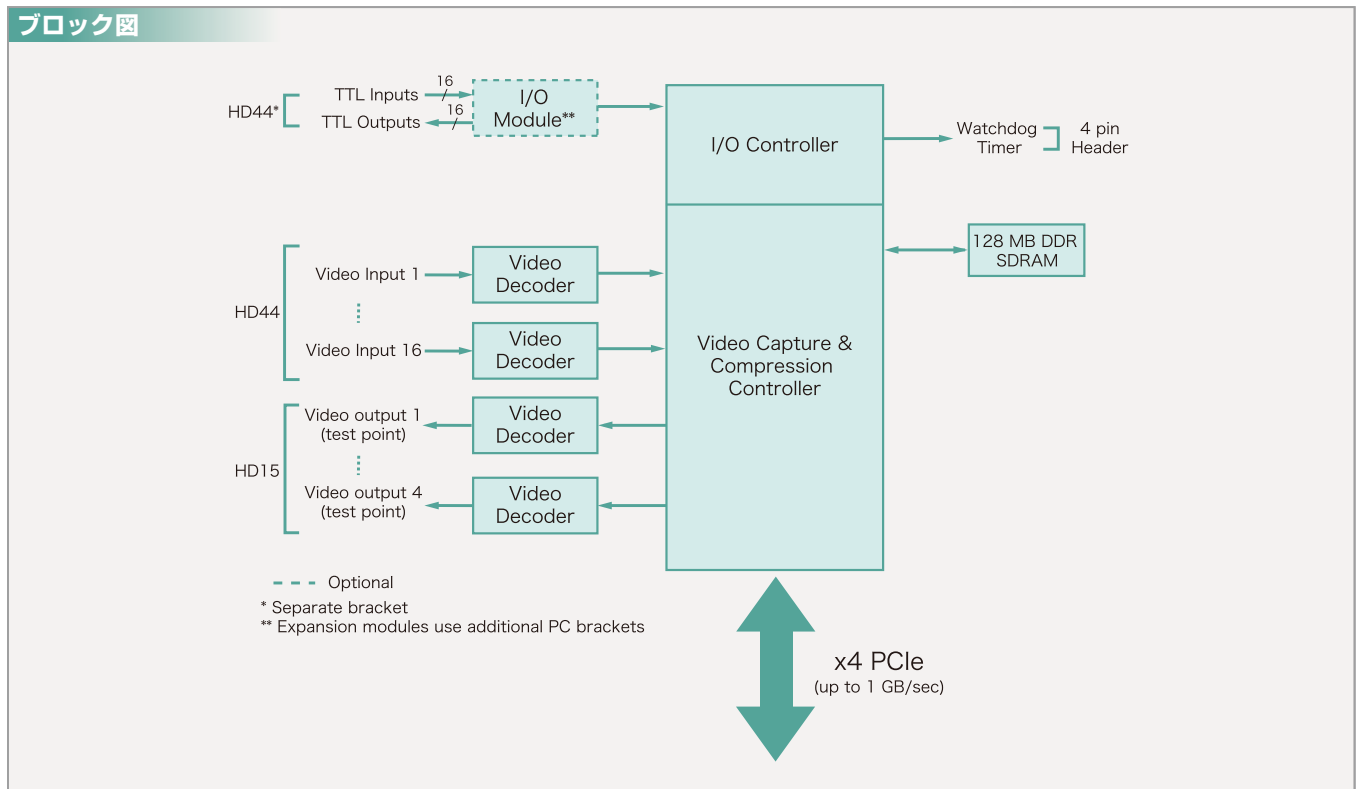 ブロック図
HD44*
TTL Inputs
16
TTL Outputs
16
I/O
Module**
I/O Controller
Watchdog
Timer
4 pin
Header
128 MB DDR
SDRAM
HD44
Video Input 1
Video
Decoder
Video Input 16
Video
Decoder
Video Capture &
Compression
Controller
HD15
Video output 1
(test point)
Video
Decoder
Video output 4
(test point)
Video
Decoder
Optional
* Separate bracket
** Expansion modules use additional PC brackets
x4 PCIe
(up to 1 GB/sec)